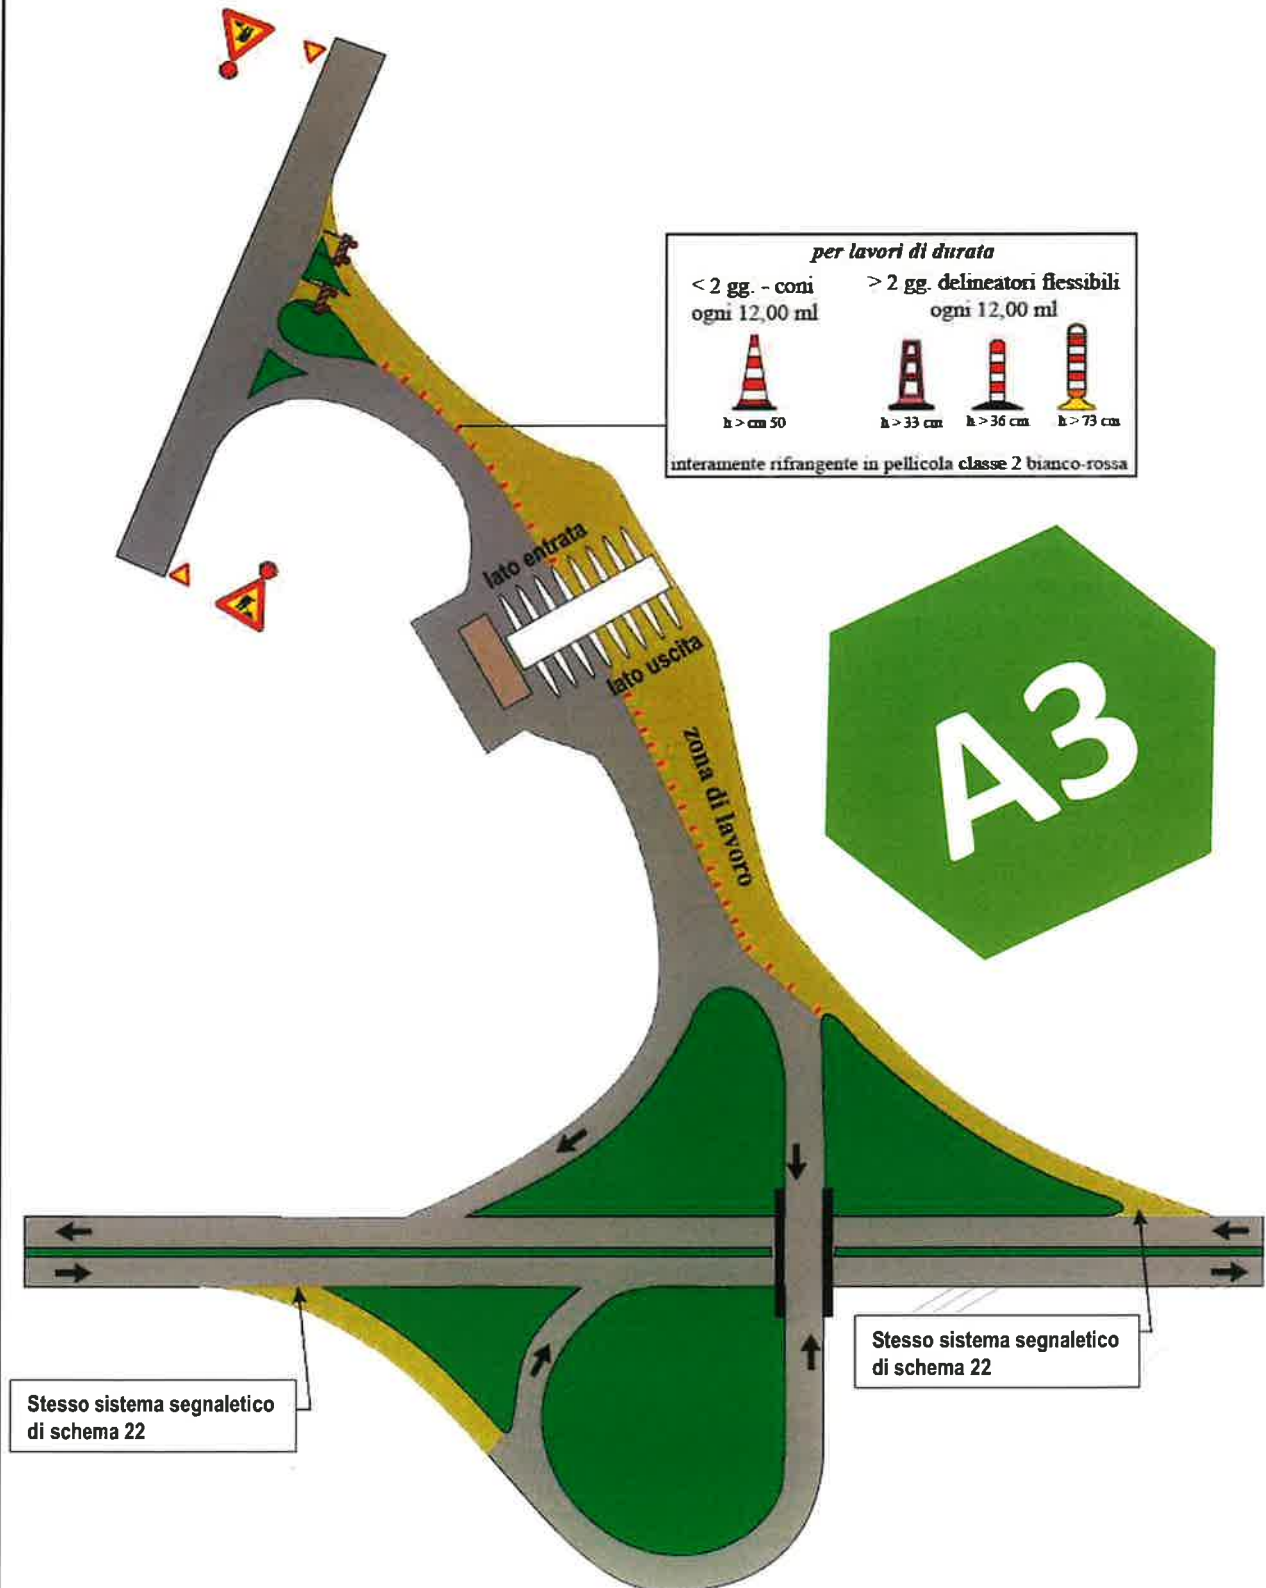 per lavori di durata
< 2 gg. - coni
ogni 12,00 ml
> 2 gg. delineatori flessibili
ogni 12,00 ml
h > cm 50
h > 33 cm
h > 36 cm
h > 73 cm
interamente rifrangente in pellicola classe 2 bianco-rossa
lato entrata
lato uscita
zona di lavoro
A3
Stesso sistema segnaletico
di schema 22
Stesso sistema segnaletico
di schema 22